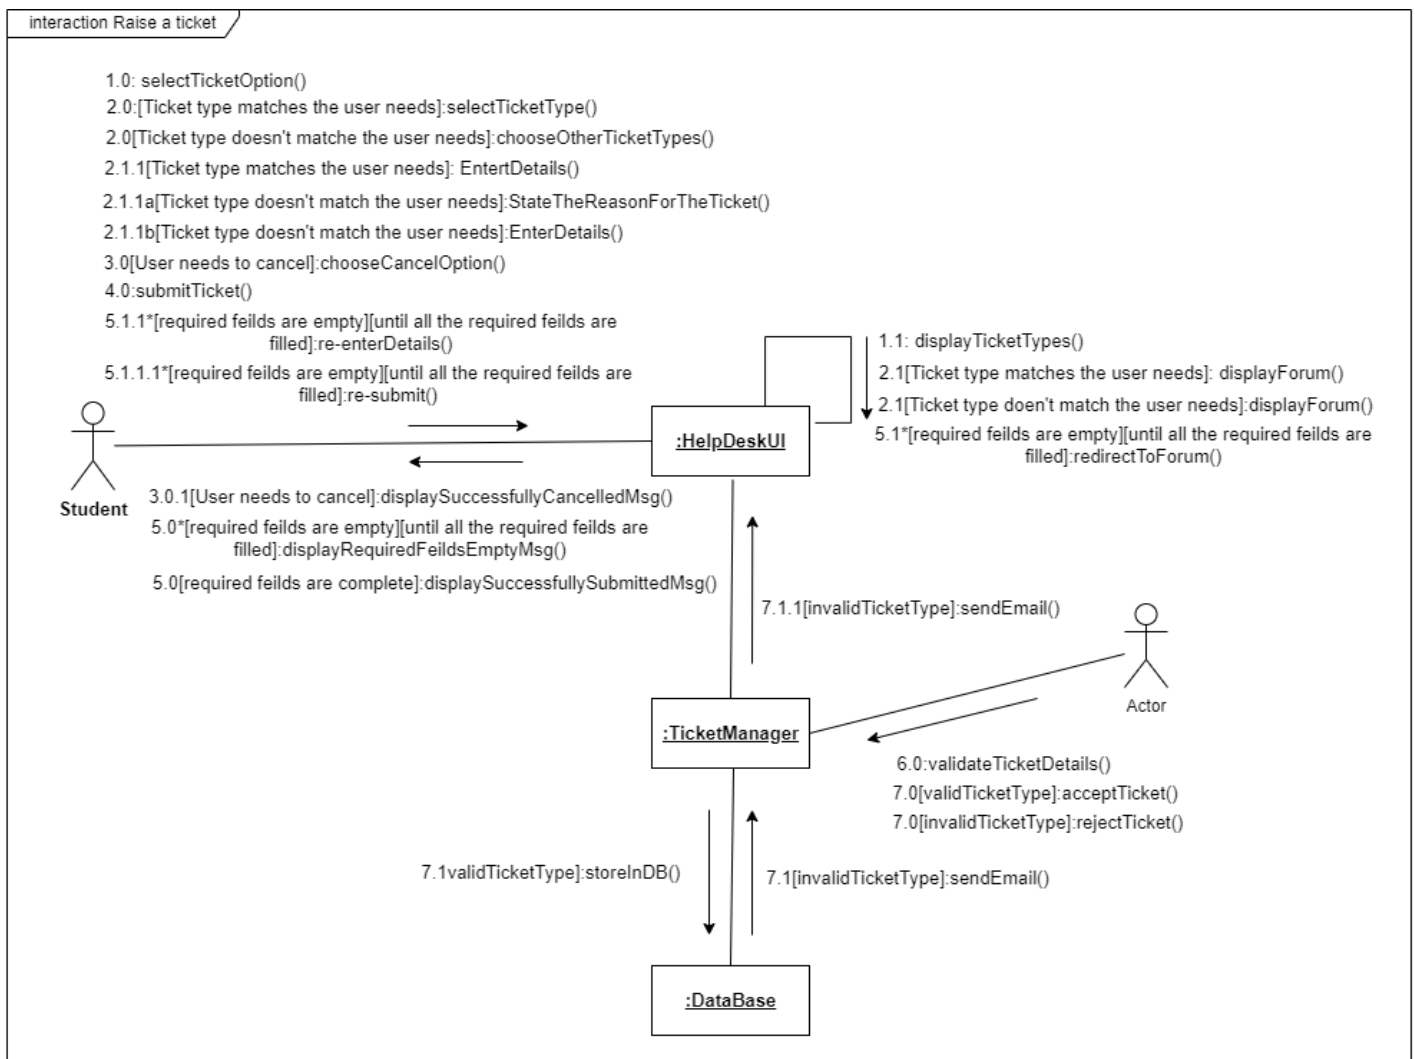 interaction Raise a ticket
1.0: selectTicketOption()
2.0:[Ticket type matches the user needs]:selectTicketType()
2.0[Ticket type doesn't matche the user needs]:chooseOtherTicketTypes()
2.1.1[Ticket type matches the user needs]: EntertDetails()
2.1.1a[Ticket type doesn't match the user needs]:StateTheReasonForTheTicket()
2.1.1b[Ticket type doesn't match the user needs]:EnterDetails()
3.0[User needs to cancel]:chooseCancelOption()
4.0:submitTicket()
5.1.1*[required feilds are empty][until all the required feilds are
filled]:re-enterDetails()
5.1.1.1*[required feilds are empty][until all the required feilds are
filled]:re-submit()
1.1: displayTicketTypes()
2.1[Ticket type matches the user needs]: displayForum()
2.1[Ticket type doen't match the user needs]:displayForum()
5.1*[required feilds are empty][until all the required feilds are
filled]:redirectToForum()
:HelpDeskUI
Student
3.0.1[User needs to cancel]:displaySuccessfullyCancelledMsg()
5.0*[required feilds are empty][until all the required feilds are
filled]:displayRequiredFeildsEmptyMsg()
5.0[required feilds are complete]:displaySuccessfullySubmittedMsg()
7.1.1[invalidTicketType]:sendEmail()
Actor
:TicketManager
6.0:validateTicketDetails()
7.0[validTicketType]:acceptTicket()
7.0[invalidTicketType]:rejectTicket()
7.1validTicketType]:storeInDB()
7.1[invalidTicketType]:sendEmail()
:DataBase